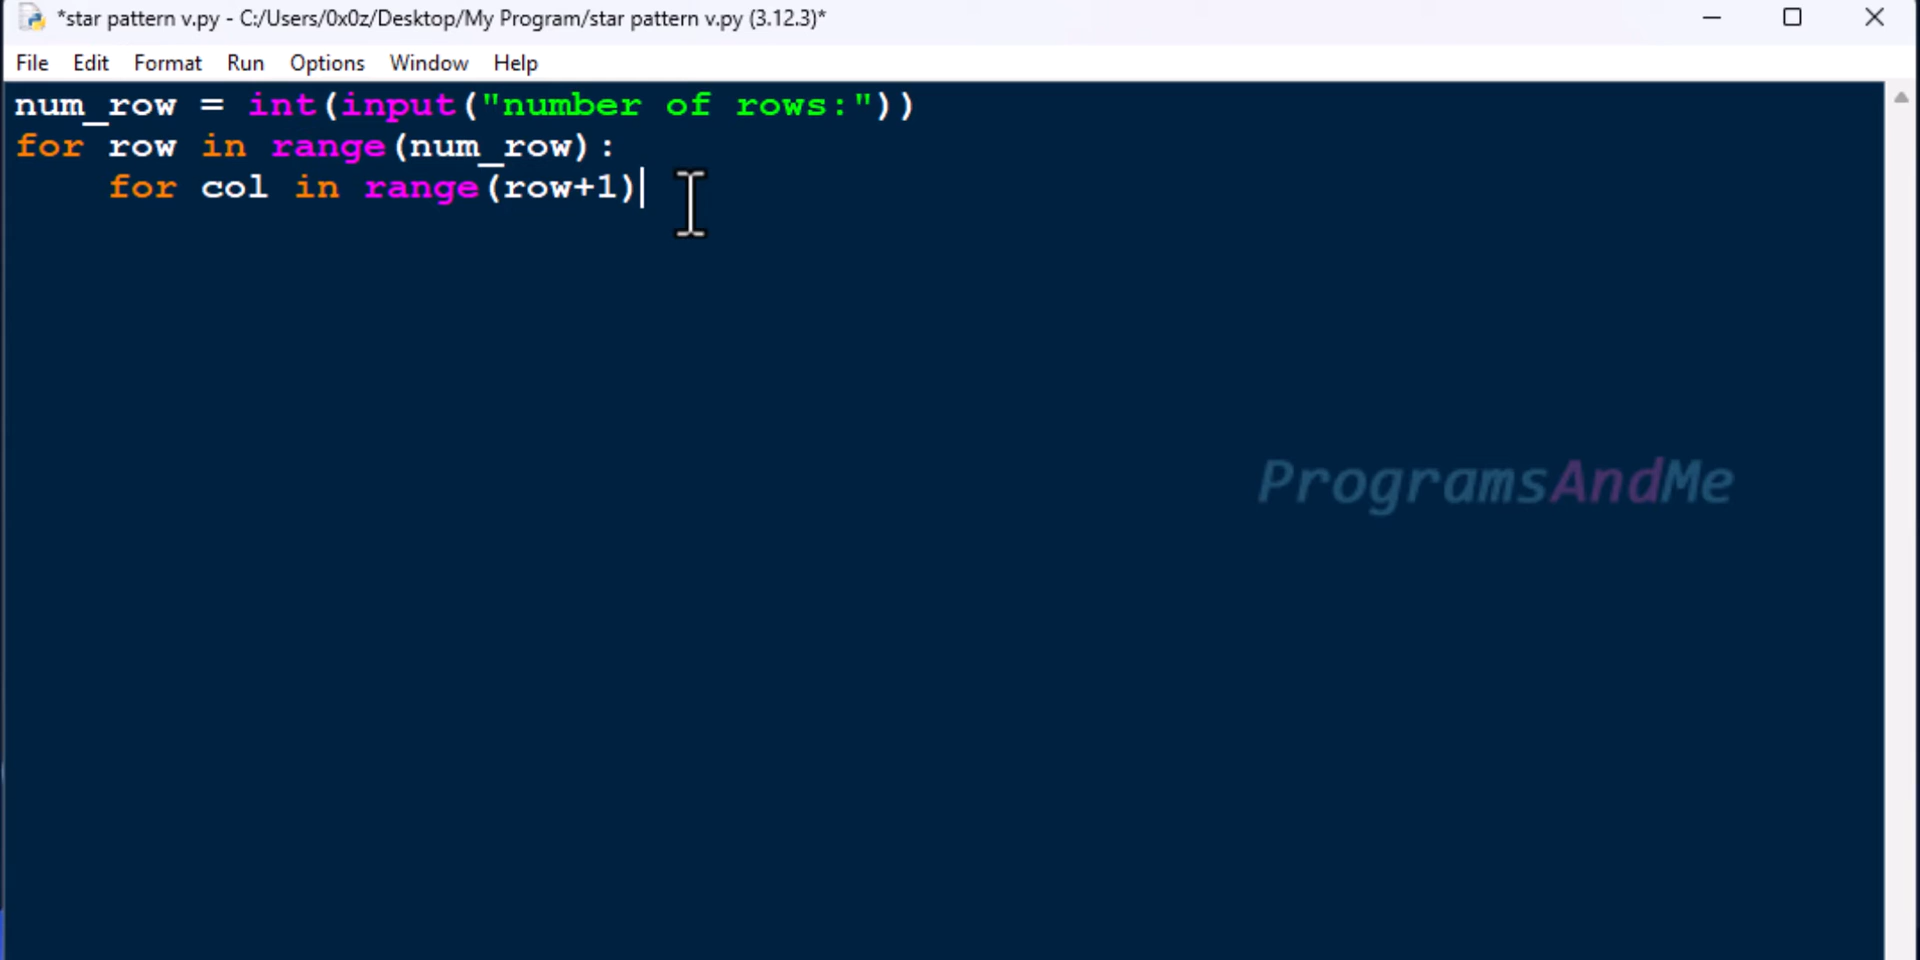 *star pattern v.py - C:/Users/0x0z/Desktop/My Program/star pattern v.py (3.12.3)*
File Edit Format Run Options Window Help
num_row = int(input("number of rows:"))
for row in range(num_row):
    for col in range(row+1)
ProgramsAndMe